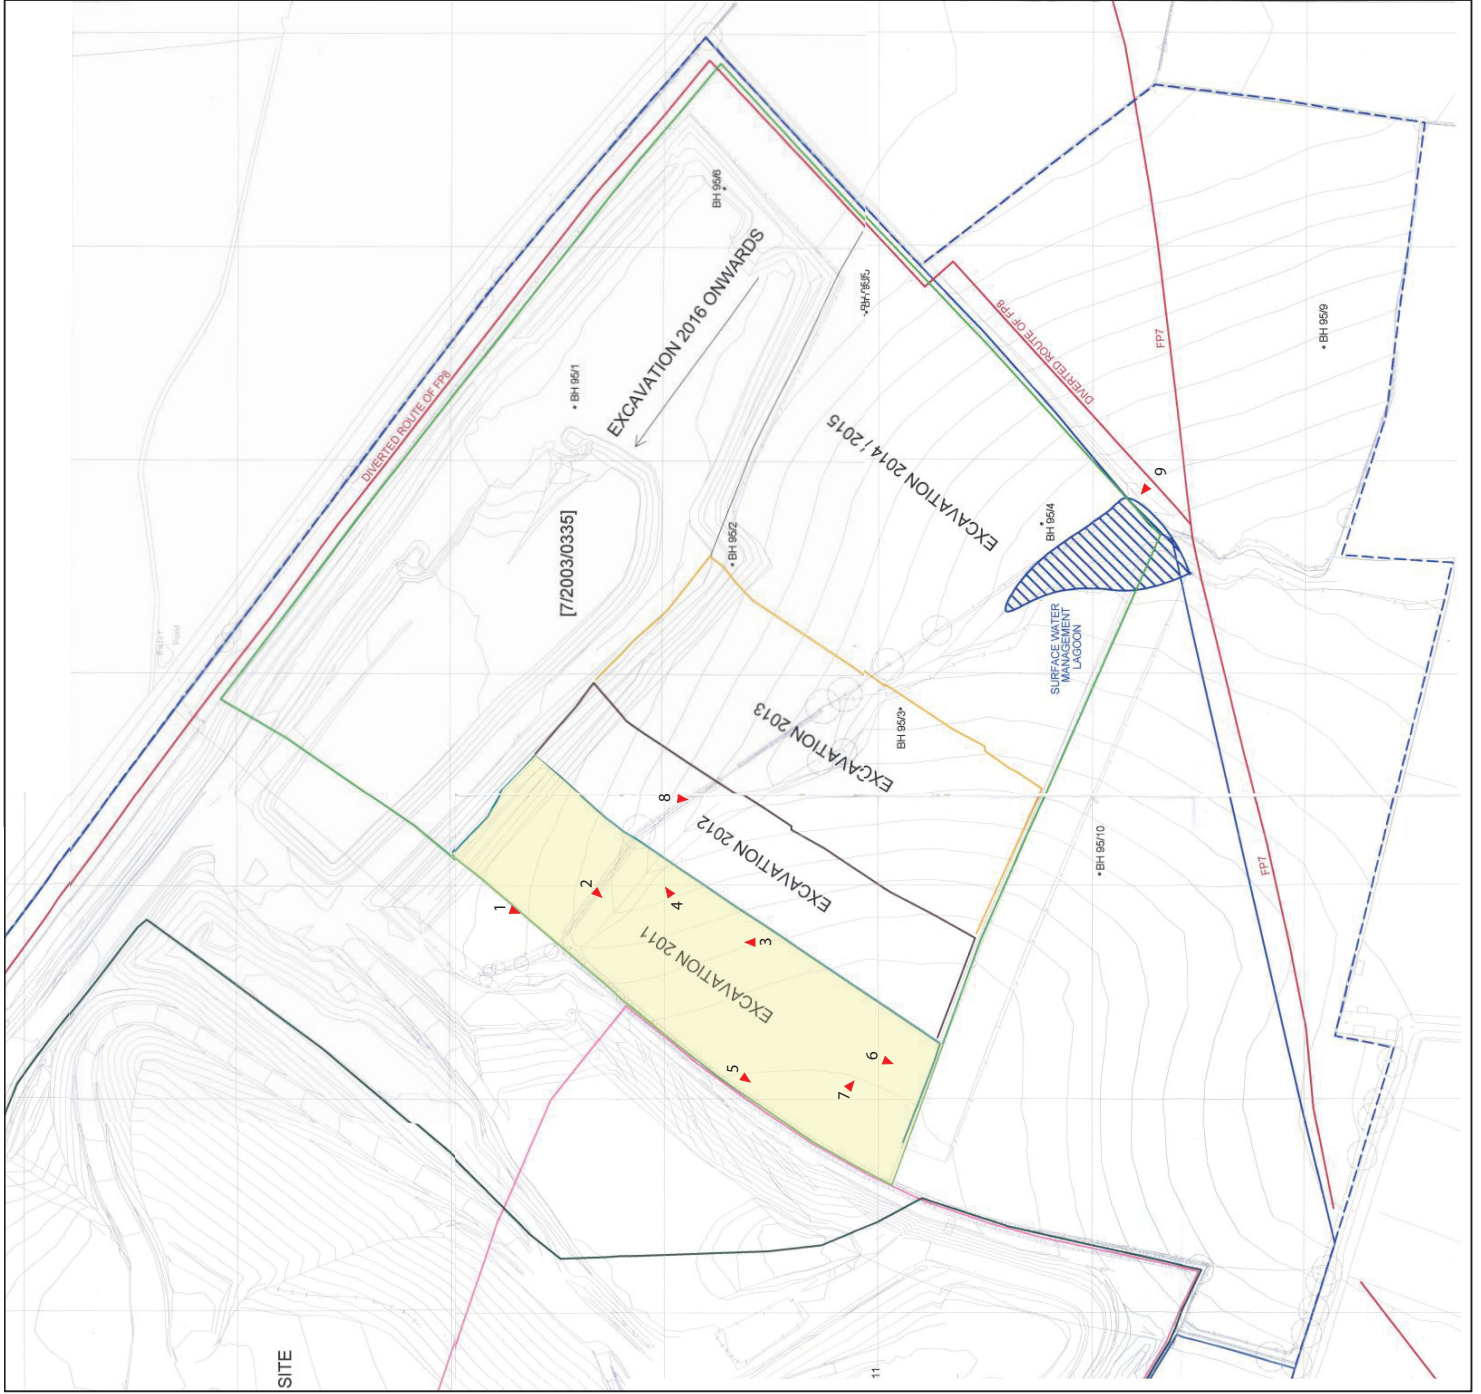 BH 95/6
EXCAVATION 2016 ONWARDS
DIVERTED ROUTE OF FP8
BH 95/1
DIVERTED ROUTE OF FP8
FP7
BH 95/9
EXCAVATION 2014 / 2015
9
[7/2003/0335]
BH 95/2
BH 95/4
Water
Pond
SURFACE WATER
MANAGEMENT
LAGOON
BH 95/3
EXCAVATION 2013
8
EXCAVATION 2012
BH 95/10
FP7
1
2
4
3
EXCAVATION 2011
5
6
7
SITE
11